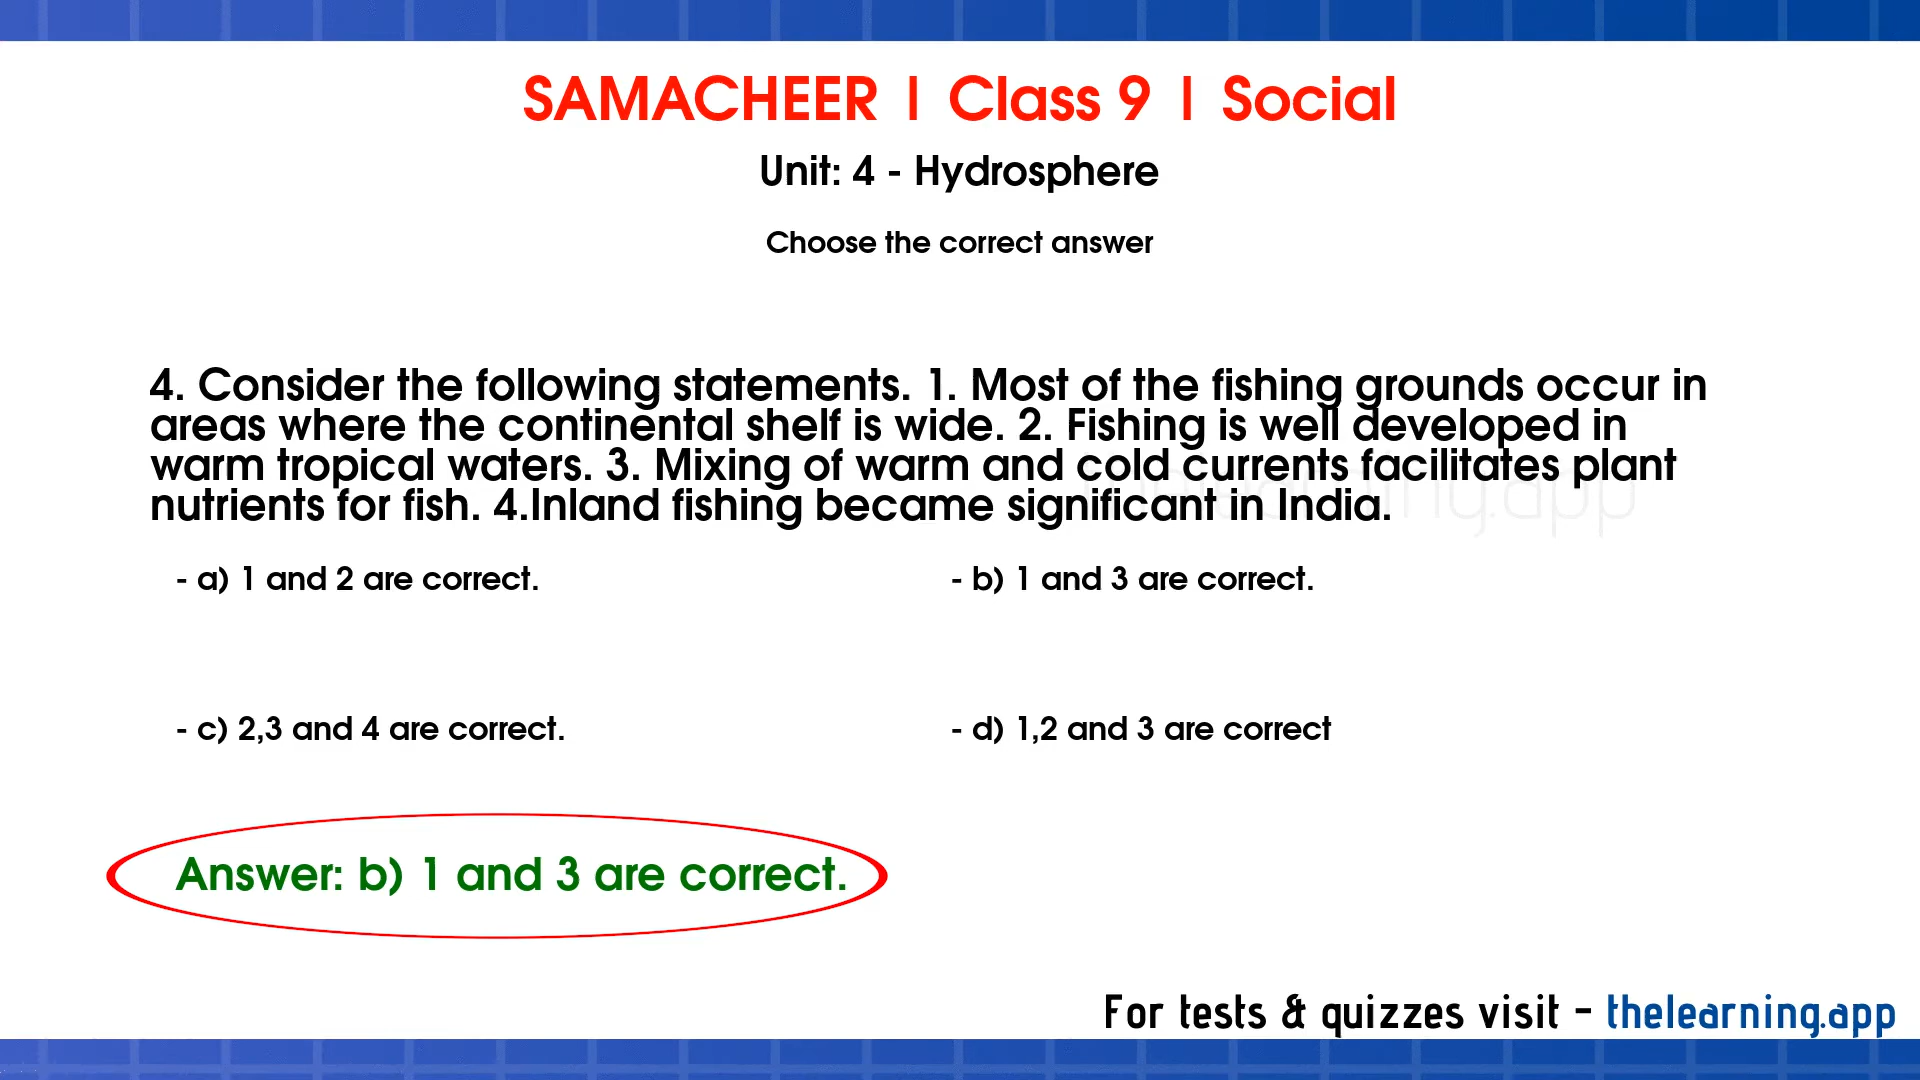 SAMACHEER | Class 9 | Social
Unit: 4 - Hydrosphere
Choose the correct answer
4. Consider the following statements. 1. Most of the fishing grounds occur in
areas where the continental shelf is wide. 2. Fishing is well developed in
warm tropical waters. 3. Mixing of warm and cold currents facilitates plant
nutrients for fish. 4.Inland fishing became significant in India.
- a) 1 and 2 are correct.
- b) 1 and 3 are correct.
- c) 2,3 and 4 are correct.
- d) 1,2 and 3 are correct
Answer: b) 1 and 3 are correct.
For tests & quizzes visit - thelearning.app